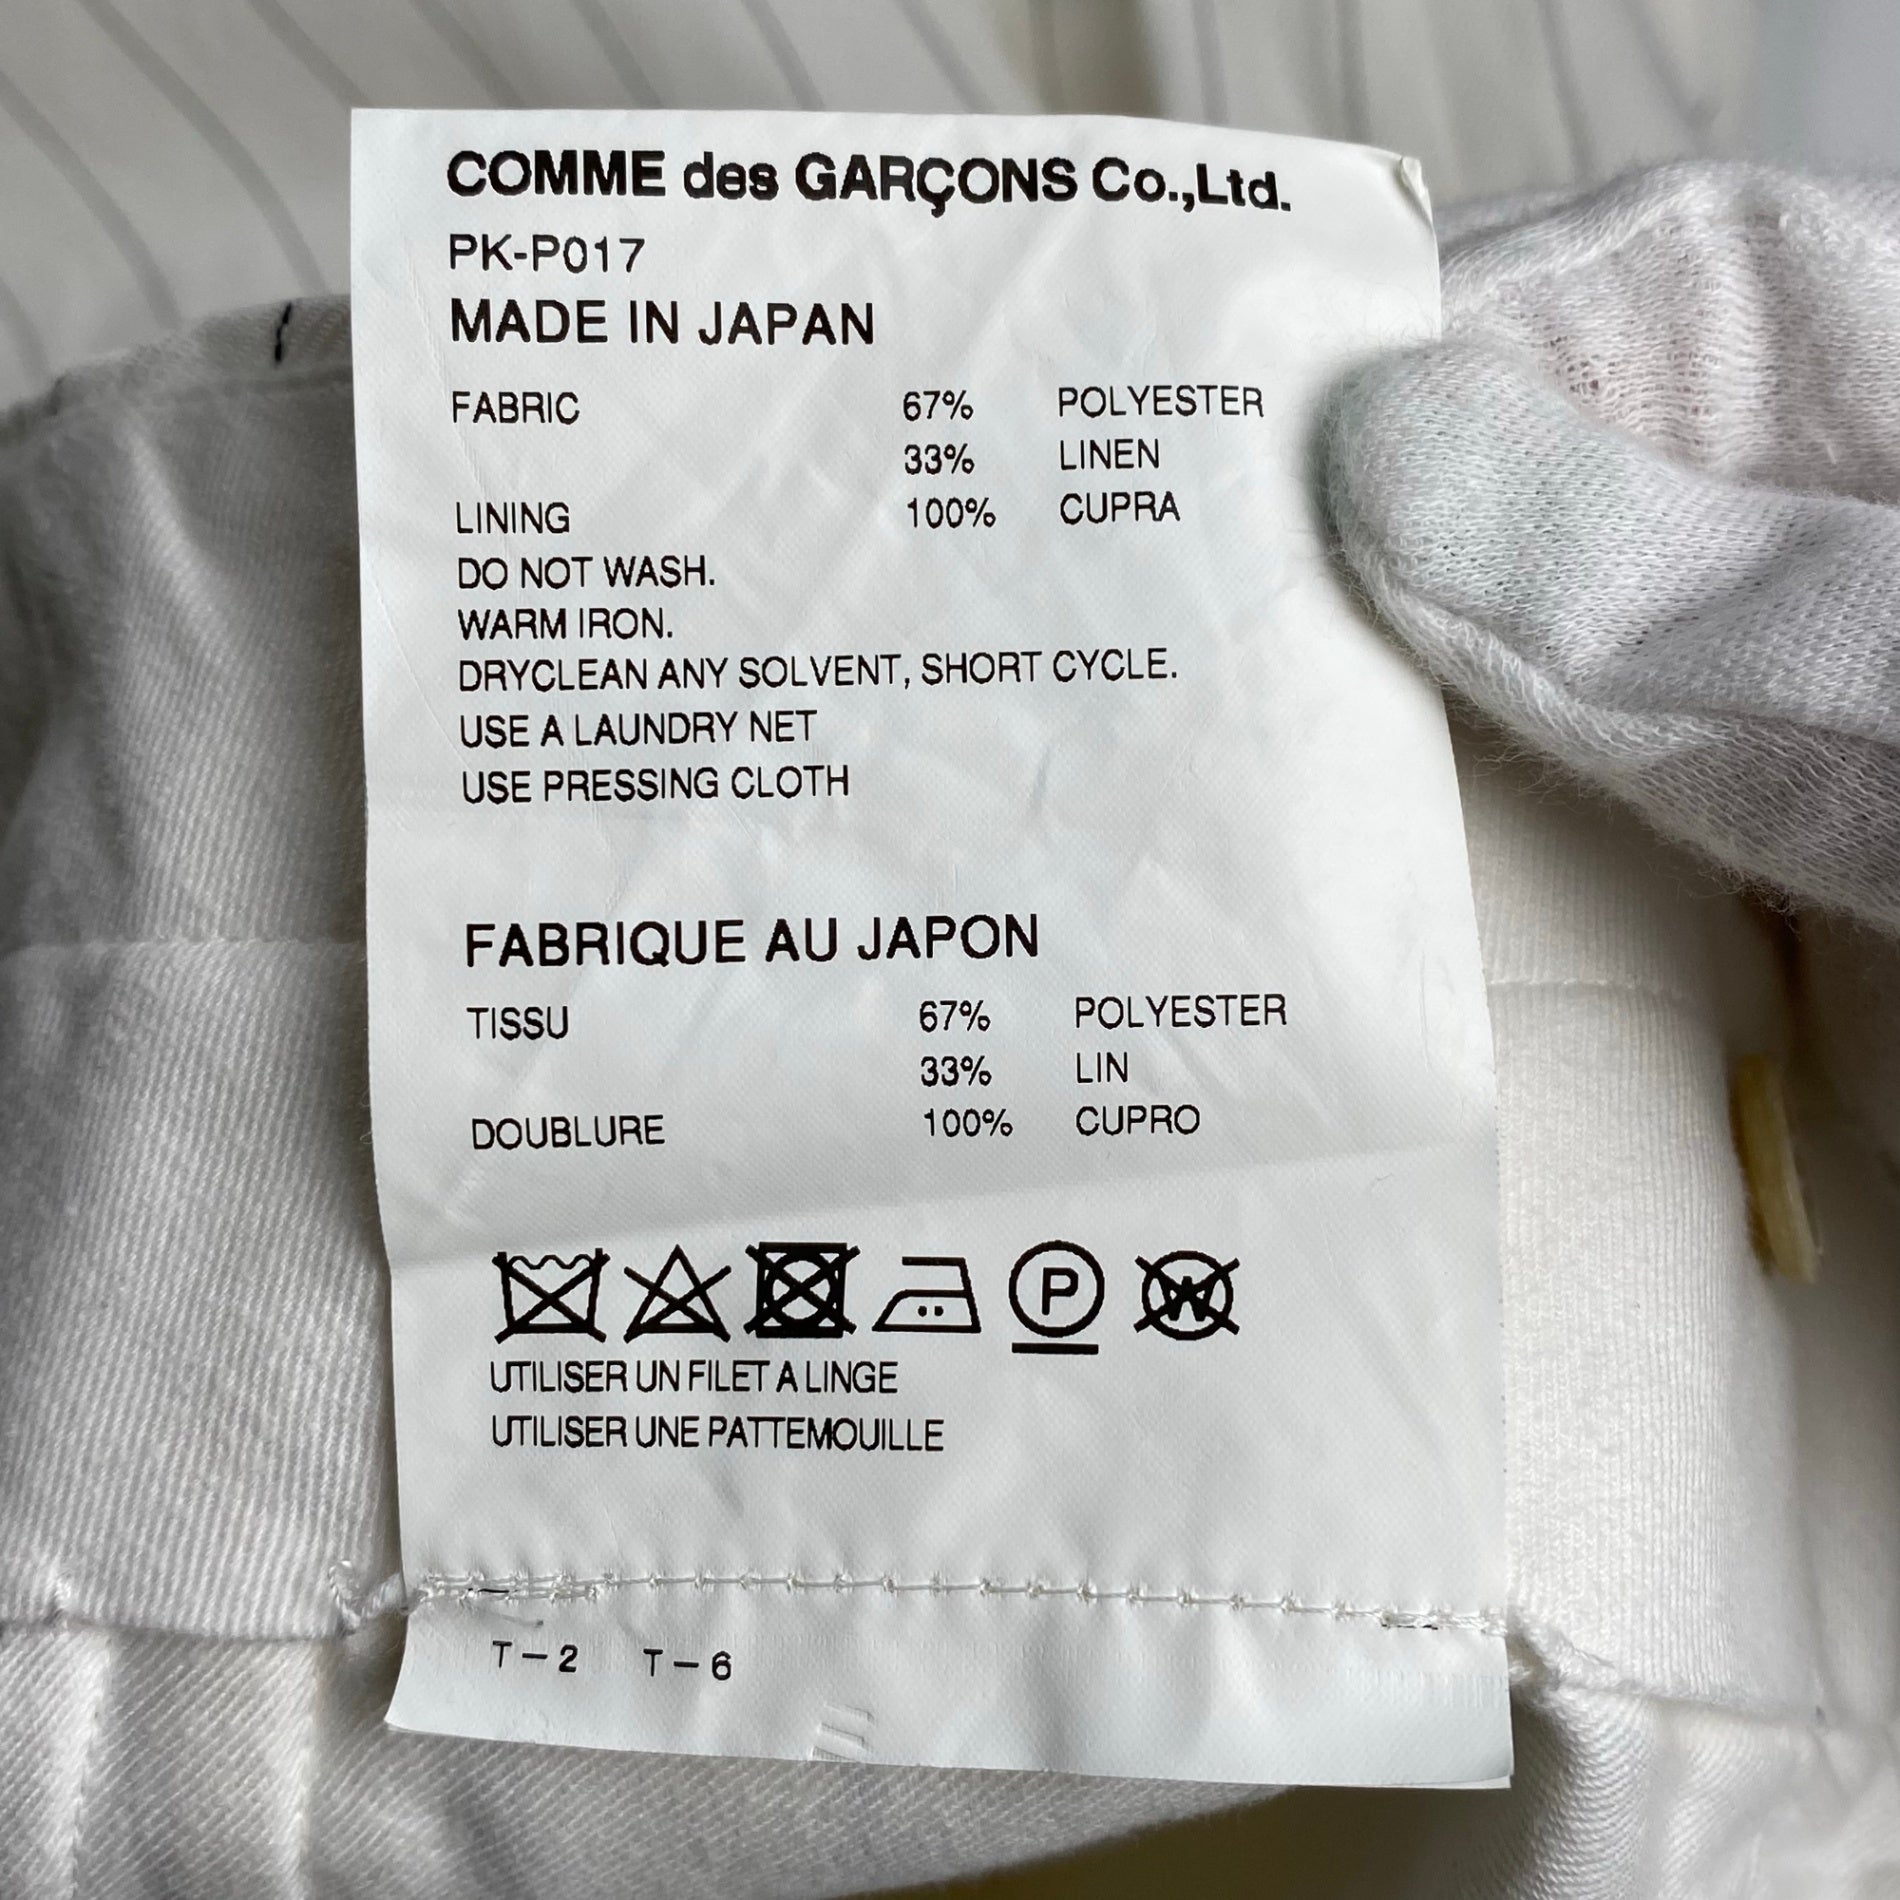 COMME des GARÇONS Co.,Ltd.
PK-P017
MADE IN JAPAN
FABRIC 67% POLYESTER
33% LINEN
LINING 100% CUPRA
DO NOT WASH.
WARM IRON.
DRYCLEAN ANY SOLVENT, SHORT CYCLE.
USE A LAUNDRY NET
USE PRESSING CLOTH
FABRIQUE AU JAPON
TISSU 67% POLYESTER
33% LIN
DOUBLURE 100% CUPRO
P W
UTILISER UN FILET A LINGE
UTILISER UNE PATTEMOUILLE
T-2 T-6